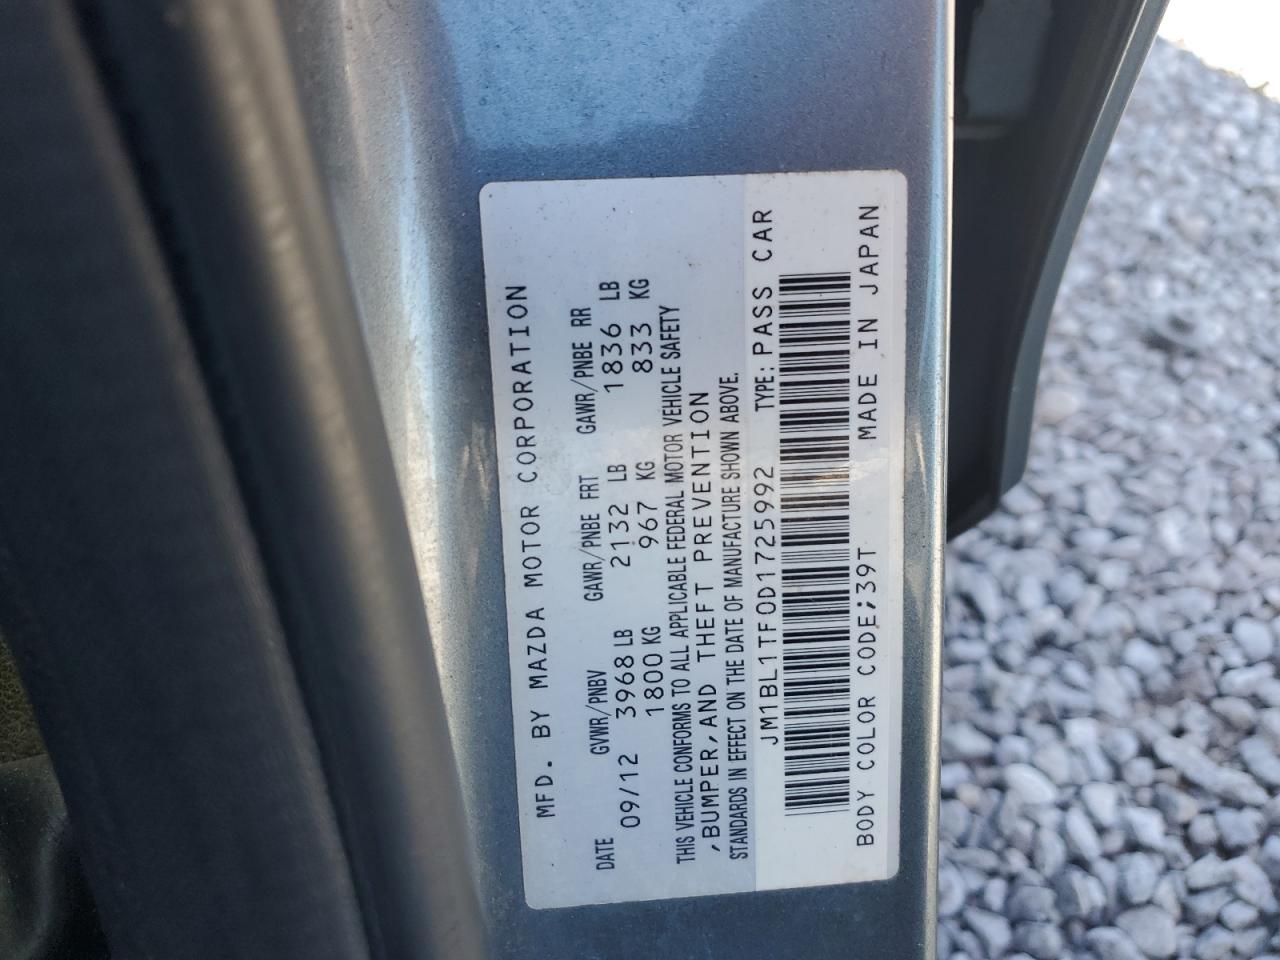 MFD. BY MAZDA MOTOR CORPORATION
DATE GVWR/PNBV GAWR/PNBE FRT GAWR/PNBE RR
09/12 3968 LB 2132 LB 1836 LB
1800 KG 967 KG 833 KG
THIS VEHICLE CONFORMS TO ALL APPLICABLE FEDERAL MOTOR VEHICLE SAFETY
,BUMPER,AND THEFT PREVENTION
STANDARDS IN EFFECT ON THE DATE OF MANUFACTURE SHOWN ABOVE.
JM1BL1TF0D1725992 TYPE: PASS CAR
BODY COLOR CODE;39T MADE IN JAPAN